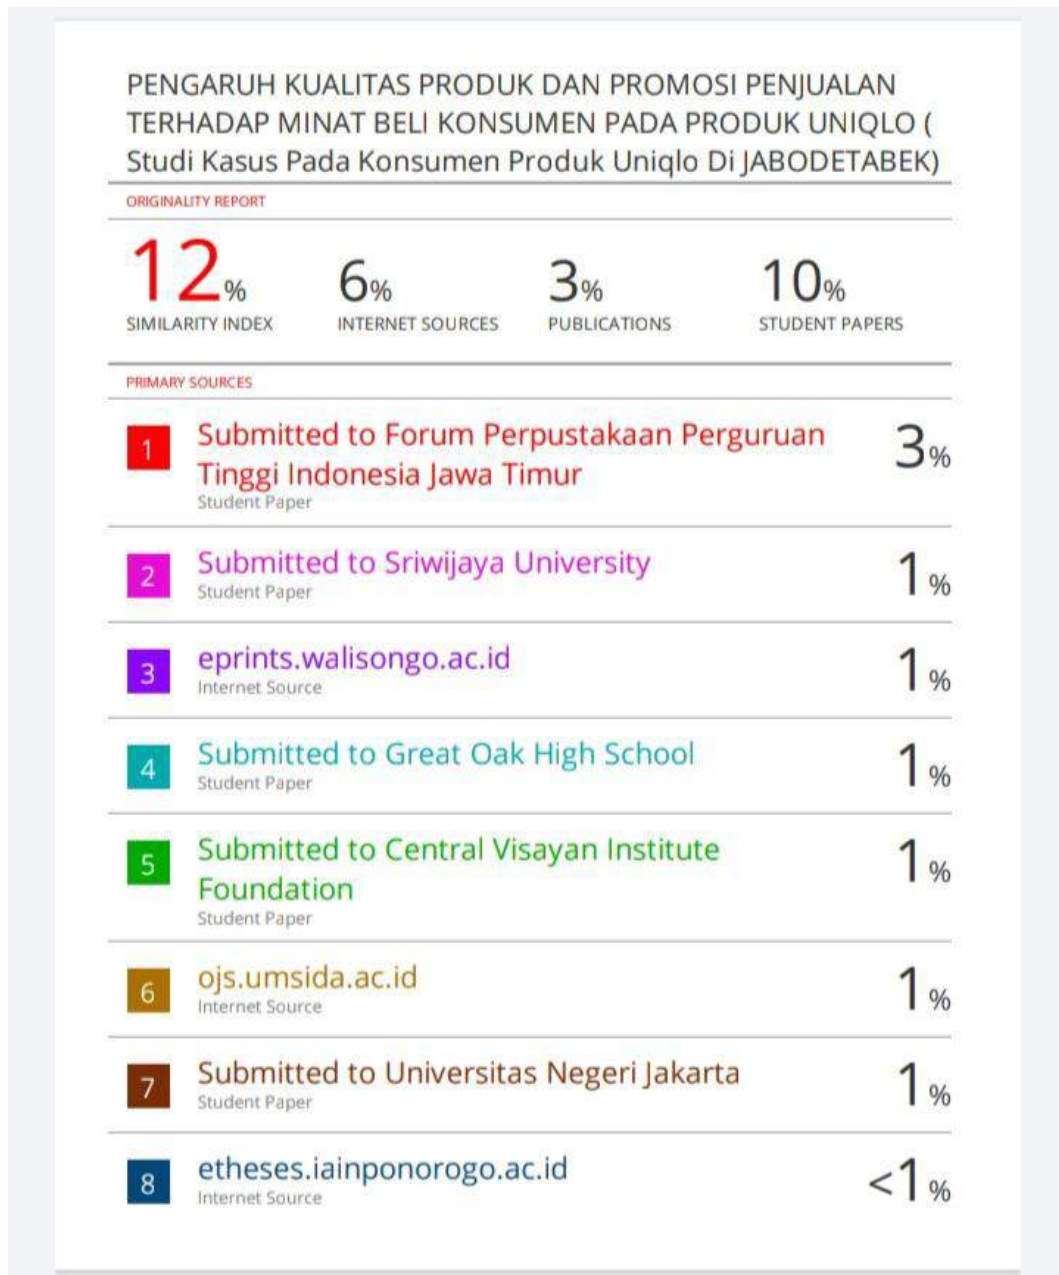 PENGARUH KUALITAS PRODUK DAN PROMOSI PENJUALAN
TERHADAP MINAT BELI KONSUMEN PADA PRODUK UNIQLO (
Studi Kasus Pada Konsumen Produk Uniqlo Di JABODETABEK)
ORIGINALITY REPORT
12% 6% 3% 10%
SIMILARITY INDEX INTERNET SOURCES PUBLICATIONS STUDENT PAPERS
PRIMARY SOURCES
1 Submitted to Forum Perpustakaan Perguruan 3%
Tinggi Indonesia Jawa Timur
Student Paper
2 Submitted to Sriwijaya University 1%
Student Paper
3 eprints.walisongo.ac.id 1%
Internet Source
4 Submitted to Great Oak High School 1%
Student Paper
5 Submitted to Central Visayan Institute 1%
Foundation
Student Paper
6 ojs.umsida.ac.id 1%
Internet Source
7 Submitted to Universitas Negeri Jakarta 1%
Student Paper
8 etheses.iainponorogo.ac.id <1%
Internet Source